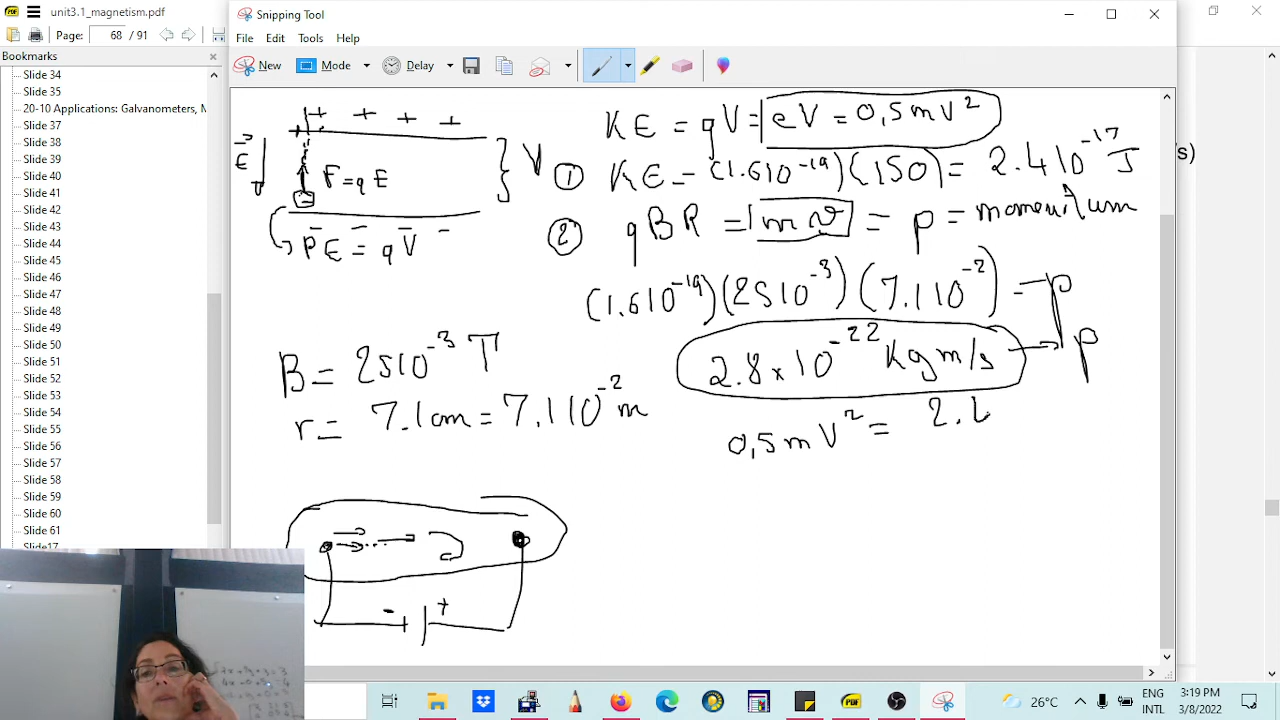 unit3.1_magnetism.pdf
Snipping Tool
Page: 68 / 91
File Edit Tools Help
Bookmarks
New Mode Delay
Slide 34
Slide 35
20-10 Applications: Galvanometers, M
Slide 37
Slide 38
Slide 39
Slide 40
Slide 41
Slide 42
Slide 43
Slide 44
Slide 45
Slide 46
Slide 47
Slide 48
Slide 49
Slide 50
Slide 51
Slide 52
Slide 53
Slide 54
Slide 55
Slide 56
Slide 57
Slide 58
Slide 59
Slide 60
Slide 61
+ + + +
E
F = qE
V
PE = qV
KE = qV = eV = 0,5mv²
① KE = (1.6 10⁻¹⁹)(150) = 2.4 10⁻¹⁷ J
② qBR = mv = p = momentum
(1.6 10⁻¹⁹)(25 10⁻³)(7.1 10⁻²) = p
2.8 × 10⁻²² kg m/s → p
B = 25 10⁻³ T
r = 7.1 cm = 7.1 10⁻² m
0,5 m V² = 2.
- +
/s)
26°C
ENG
INTL
3:19 PM
3/8/2022